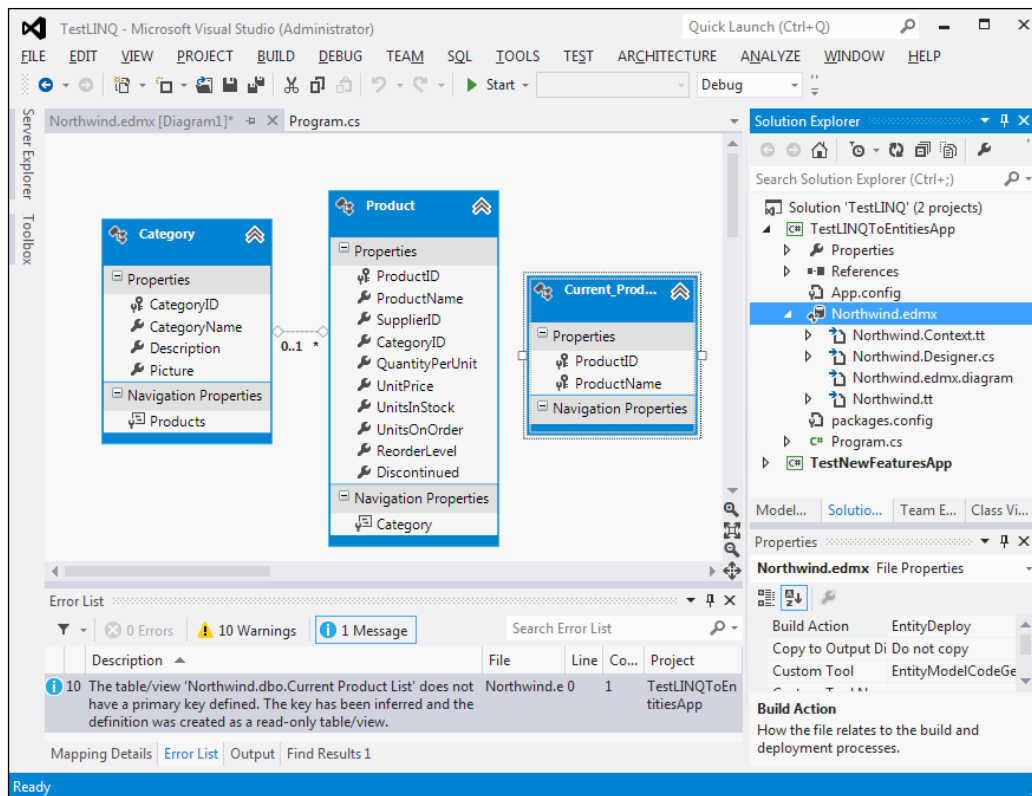 TestLINQ - Microsoft Visual Studio (Administrator)
Quick Launch (Ctrl+Q)
FILE EDIT VIEW PROJECT BUILD DEBUG TEAM SQL TOOLS TEST ARCHITECTURE ANALYZE WINDOW HELP
Start
Debug
Server Explorer
Toolbox
Northwind.edmx [Diagram1]*
Program.cs
Category
Properties
CategoryID
CategoryName
Description
Picture
Navigation Properties
Products
0..1 *
Product
Properties
ProductID
ProductName
SupplierID
CategoryID
QuantityPerUnit
UnitPrice
UnitsInStock
UnitsOnOrder
ReorderLevel
Discontinued
Navigation Properties
Category
Current_Prod...
Properties
ProductID
ProductName
Navigation Properties
Solution Explorer
Search Solution Explorer (Ctrl+;)
Solution 'TestLINQ' (2 projects)
C# TestLINQToEntitiesApp
Properties
References
App.config
Northwind.edmx
Northwind.Context.tt
Northwind.Designer.cs
Northwind.edmx.diagram
Northwind.tt
packages.config
C# Program.cs
C# TestNewFeaturesApp
Model... Solutio... Team E... Class Vi...
Properties
Northwind.edmx File Properties
Build Action EntityDeploy
Copy to Output Di Do not copy
Custom Tool EntityModelCodeGe
Build Action
How the file relates to the build and
deployment processes.
Error List
0 Errors 10 Warnings 1 Message
Search Error List
Description File Line Co... Project
10 The table/view 'Northwind.dbo.Current Product List' does not Northwind.e 0 1 TestLINQToEn
have a primary key defined. The key has been inferred and the titiesApp
definition was created as a read-only table/view.
Mapping Details Error List Output Find Results 1
Ready